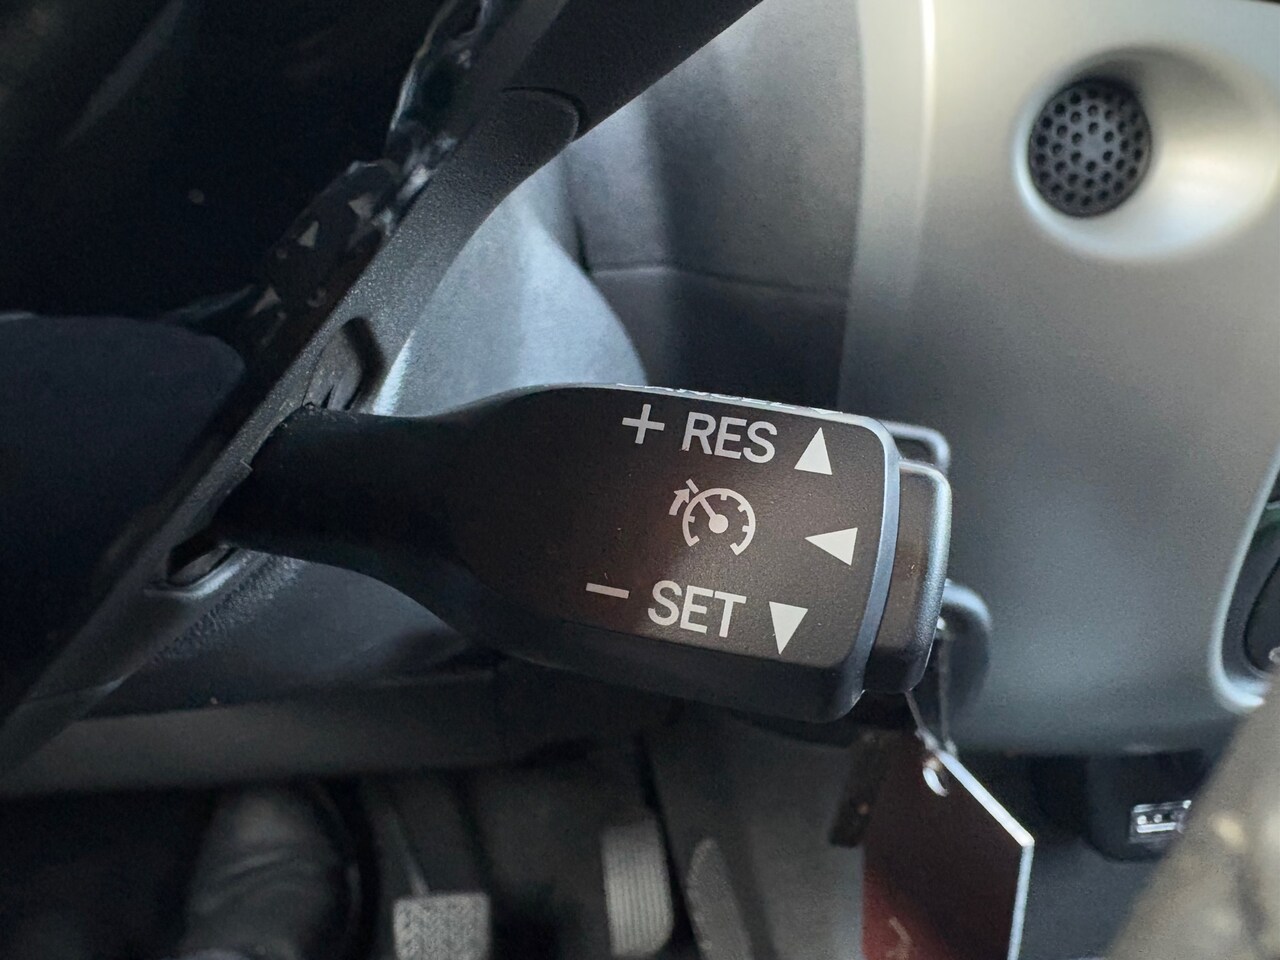 + RES ▲
◀
– SET ▼